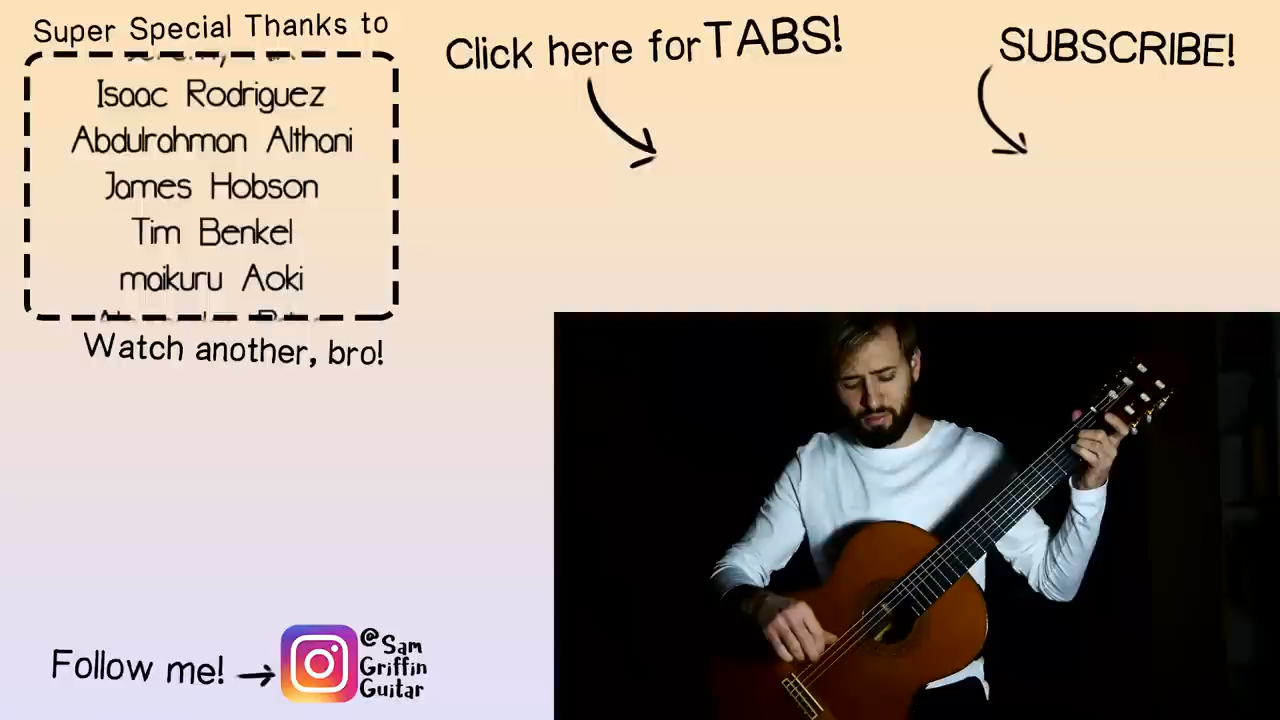 Super Special Thanks to
Isaac Rodriguez
Abdulrahman Althani
James Hobson
Tim Benkel
maikuru Aoki
Watch another, bro!
Click here for TABS!
SUBSCRIBE!
Follow me!
@Sam
Griffin
Guitar